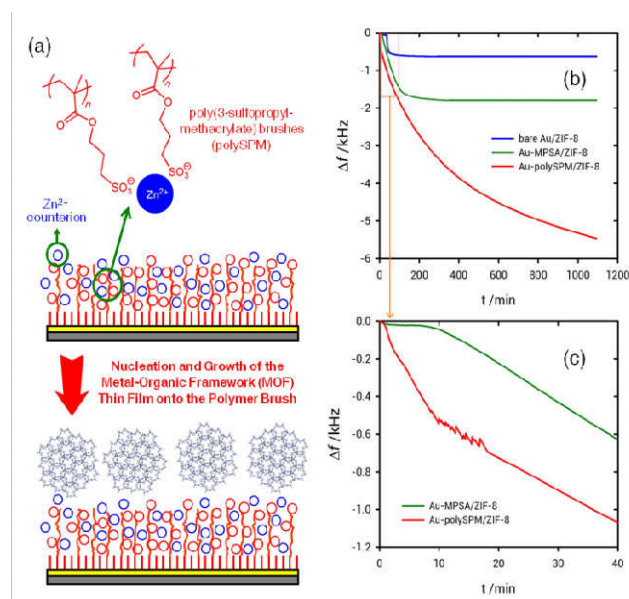 (a)
n
n
O
O
O
O
poly(3-sulfopropyl-
methacrylate) brushes
(polySPM)
SO3⊖
SO3⊖
Zn2+
Zn2+
counterion
Nucleation and Growth of the
Metal-Organic Framework (MOF)
Thin Film onto the Polymer Brush
(b)
0
-1
-2
-3
-4
-5
-6
Δf /kHz
bare Au/ZIF-8
Au-MPSA/ZIF-8
Au-polySPM/ZIF-8
0 200 400 600 800 1000 1200
t /min
(c)
0.0
-0.2
-0.4
-0.6
-0.8
-1.0
-1.2
Δf /kHz
Au-MPSA/ZIF-8
Au-polySPM/ZIF-8
0 10 20 30 40
t /min